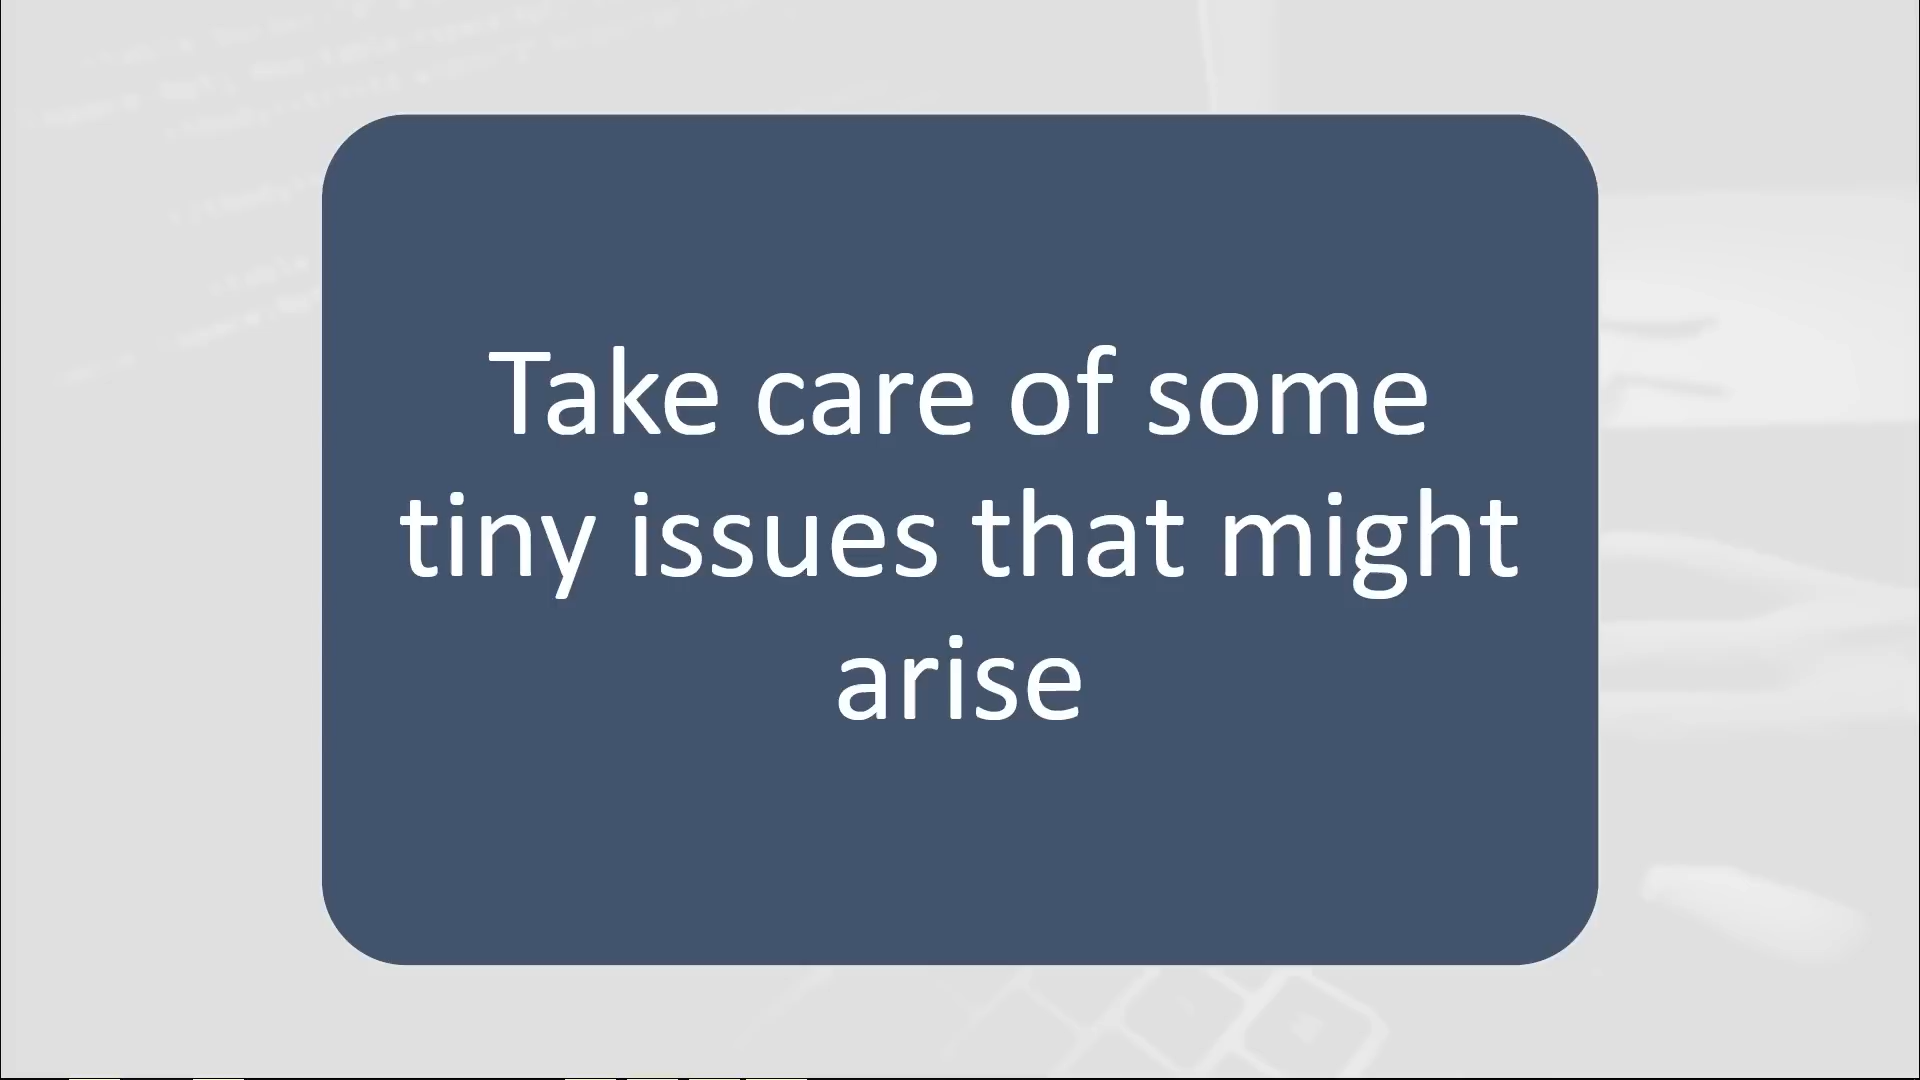 Take care of some
tiny issues that might
arise